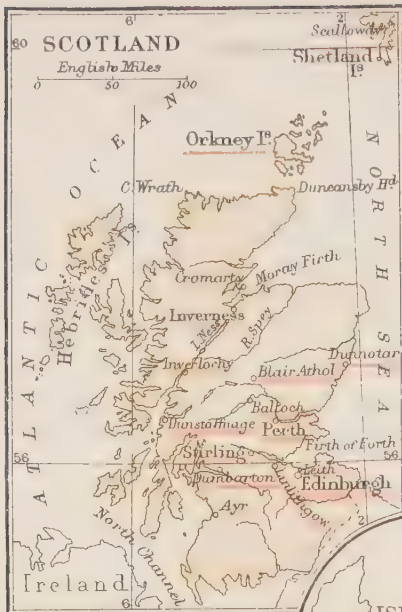 6
2
60
SCOTLAND
English Miles
0 50 100
Scalloway
Shetland
Is
Orkney Is.
ATLANTIC OCEAN
NORTH SEA
C. Wrath
Duncansby Hd.
Hebrides Is.
Cromarty
Moray Firth
Inverness
L. Ness
R. Spey
Inverlochy
Dunnotar
Blair Athol
Balloch
Dunstaffnage
Perth
Firth of Forth
Stirling
56
56
Leith
Dumbarton
Edinburgh
Linlithgow
Ayr
North Channel
Ireland
6
2